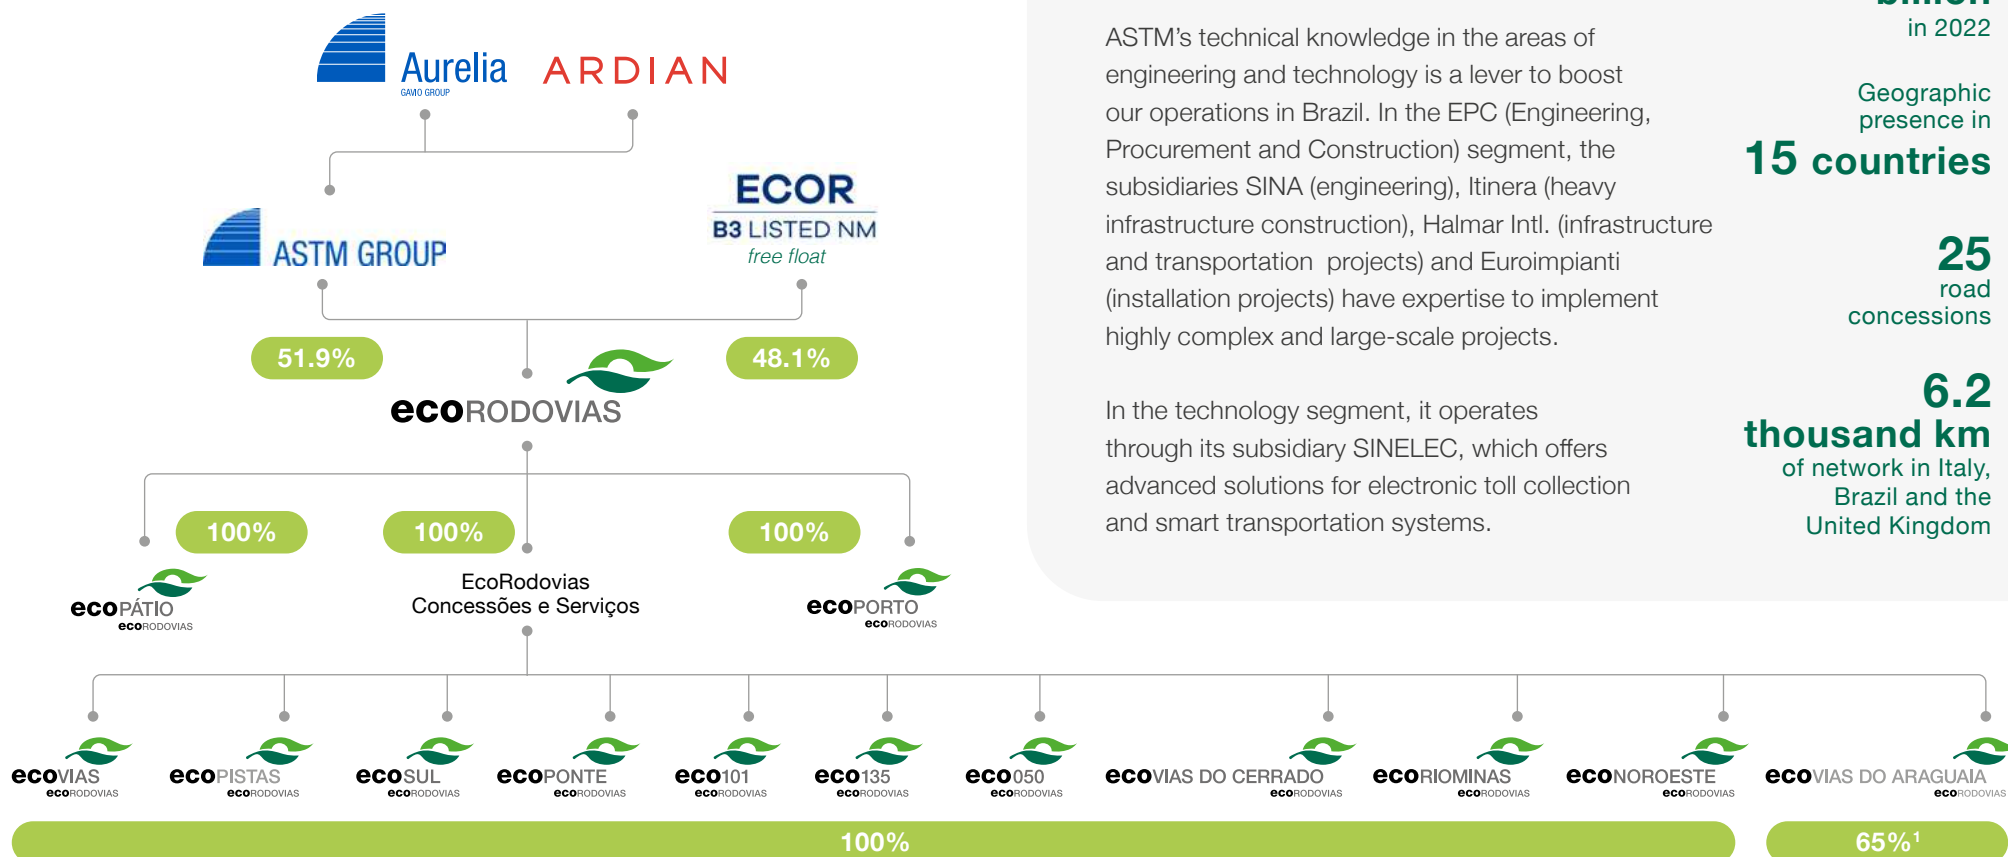 Aurelia
GAVIO GROUP
ARDIAN
ASTM GROUP
ECOR
B3 LISTED NM
free float
51.9%
48.1%
ecoRODOVIAS
100%
100%
100%
ecoPÁTIO
ecoRODOVIAS
EcoRodovias
Concessões e Serviços
ecoPORTO
ecoRODOVIAS
ecoVIAS
ecoRODOVIAS
ecoPISTAS
ecoRODOVIAS
ecoSUL
ecoRODOVIAS
ecoPONTE
ecoRODOVIAS
eco101
ecoRODOVIAS
eco135
ecoRODOVIAS
eco050
ecoRODOVIAS
ecoVIAS DO CERRADO
ecoRODOVIAS
ecoRIOMINAS
ecoRODOVIAS
ecoNOROESTE
ecoRODOVIAS
ecoVIAS DO ARAGUAIA
ecoRODOVIAS
100%
65%¹
ASTM’s technical knowledge in the areas of
engineering and technology is a lever to boost
our operations in Brazil. In the EPC (Engineering,
Procurement and Construction) segment, the
subsidiaries SINA (engineering), Itinera (heavy
infrastructure construction), Halmar Intl. (infrastructure
and transportation projects) and Euroimpianti
(installation projects) have expertise to implement
highly complex and large-scale projects.
In the technology segment, it operates
through its subsidiary SINELEC, which offers
advanced solutions for electronic toll collection
and smart transportation systems.
billion
in 2022
Geographic
presence in
15 countries
25
road
concessions
6.2
thousand km
of network in Italy,
Brazil and the
United Kingdom